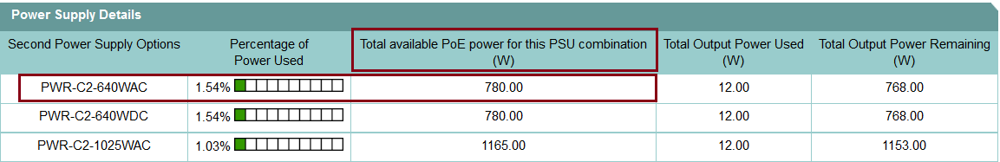 Power Supply Details
Second Power Supply Options Percentage of Power Used Total available PoE power for this PSU combination (W) Total Output Power Used (W) Total Output Power Remaining (W)
PWR-C2-640WAC 1.54% 780.00 12.00 768.00
PWR-C2-640WDC 1.54% 780.00 12.00 768.00
PWR-C2-1025WAC 1.03% 1165.00 12.00 1153.00